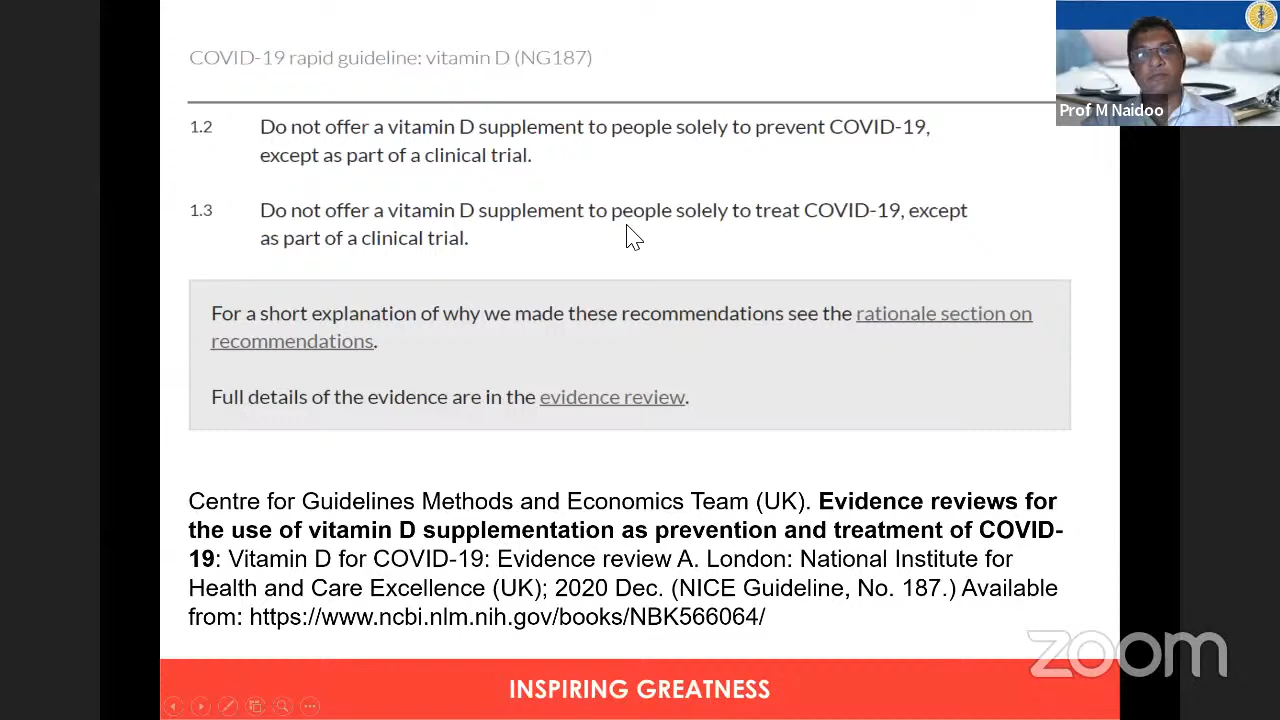 COVID-19 rapid guideline: vitamin D (NG187)
Prof M Naidoo
1.2 Do not offer a vitamin D supplement to people solely to prevent COVID-19,
except as part of a clinical trial.
1.3 Do not offer a vitamin D supplement to people solely to treat COVID-19, except
as part of a clinical trial.
For a short explanation of why we made these recommendations see the rationale section on
recommendations.
Full details of the evidence are in the evidence review.
Centre for Guidelines Methods and Economics Team (UK). Evidence reviews for
the use of vitamin D supplementation as prevention and treatment of COVID-
19: Vitamin D for COVID-19: Evidence review A. London: National Institute for
Health and Care Excellence (UK); 2020 Dec. (NICE Guideline, No. 187.) Available
from: https://www.ncbi.nlm.nih.gov/books/NBK566064/
zoom
INSPIRING GREATNESS